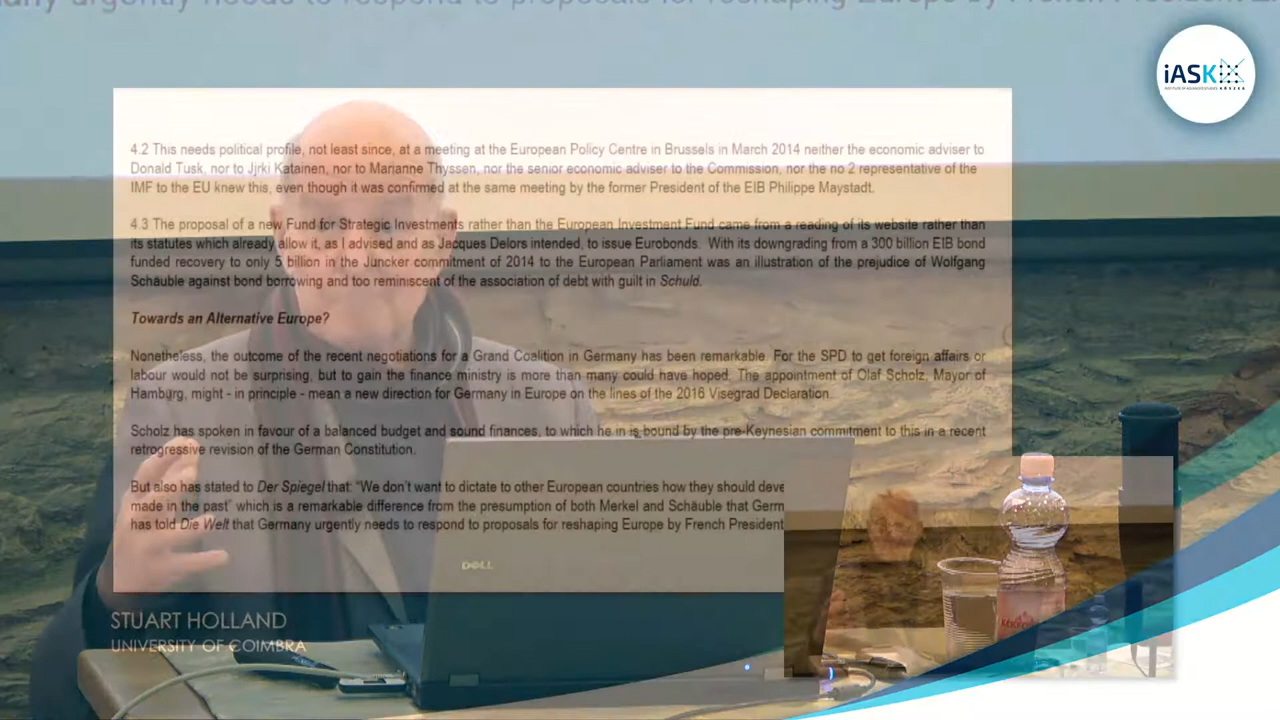 any urgently needs to respond to proposals for reshaping Europe by French President
iASK
4.2 This needs political profile, not least since, at a meeting at the European Policy Centre in Brussels in March 2014 neither the economic adviser to
Donald Tusk, nor to Jjrki Katainen, nor to Marianne Thyssen, nor the senior economic adviser to the Commission, nor the no 2 representative of the
IMF to the EU knew this, even though it was confirmed at the same meeting by the former President of the EIB Philippe Maystadt.
4.3 The proposal of a new Fund for Strategic Investments rather than the European Investment Fund came from a reading of its website rather than
its statutes which already allow it, as I advised and as Jacques Delors intended, to issue Eurobonds. With its downgrading from a 300 billion EIB bond
funded recovery to only 5 billion in the Juncker commitment of 2014 to the European Parliament was an illustration of the prejudice of Wolfgang
Schäuble against bond borrowing and too reminiscent of the association of debt with guilt in Schuld.
Towards an Alternative Europe?
Nonetheless, the outcome of the recent negotiations for a Grand Coalition in Germany has been remarkable. For the SPD to get foreign affairs or
labour would not be surprising, but to gain the finance ministry is more than many could have hoped. The appointment of Olaf Scholz, Mayor of
Hamburg, might - in principle - mean a new direction for Germany in Europe on the lines of the 2016 Visegrad Declaration.
Scholz has spoken in favour of a balanced budget and sound finances, to which he in is bound by the pre-Keynesian commitment to this in a recent
retrogressive revision of the German Constitution.
But also has stated to Der Spiegel that: “We don't want to dictate to other European countries how they should deve
made in the past” which is a remarkable difference from the presumption of both Merkel and Schäuble that Germ
has told Die Welt that Germany urgently needs to respond to proposals for reshaping Europe by French President
DELL
STUART HOLLAND
UNIVERSITY OF COIMBRA